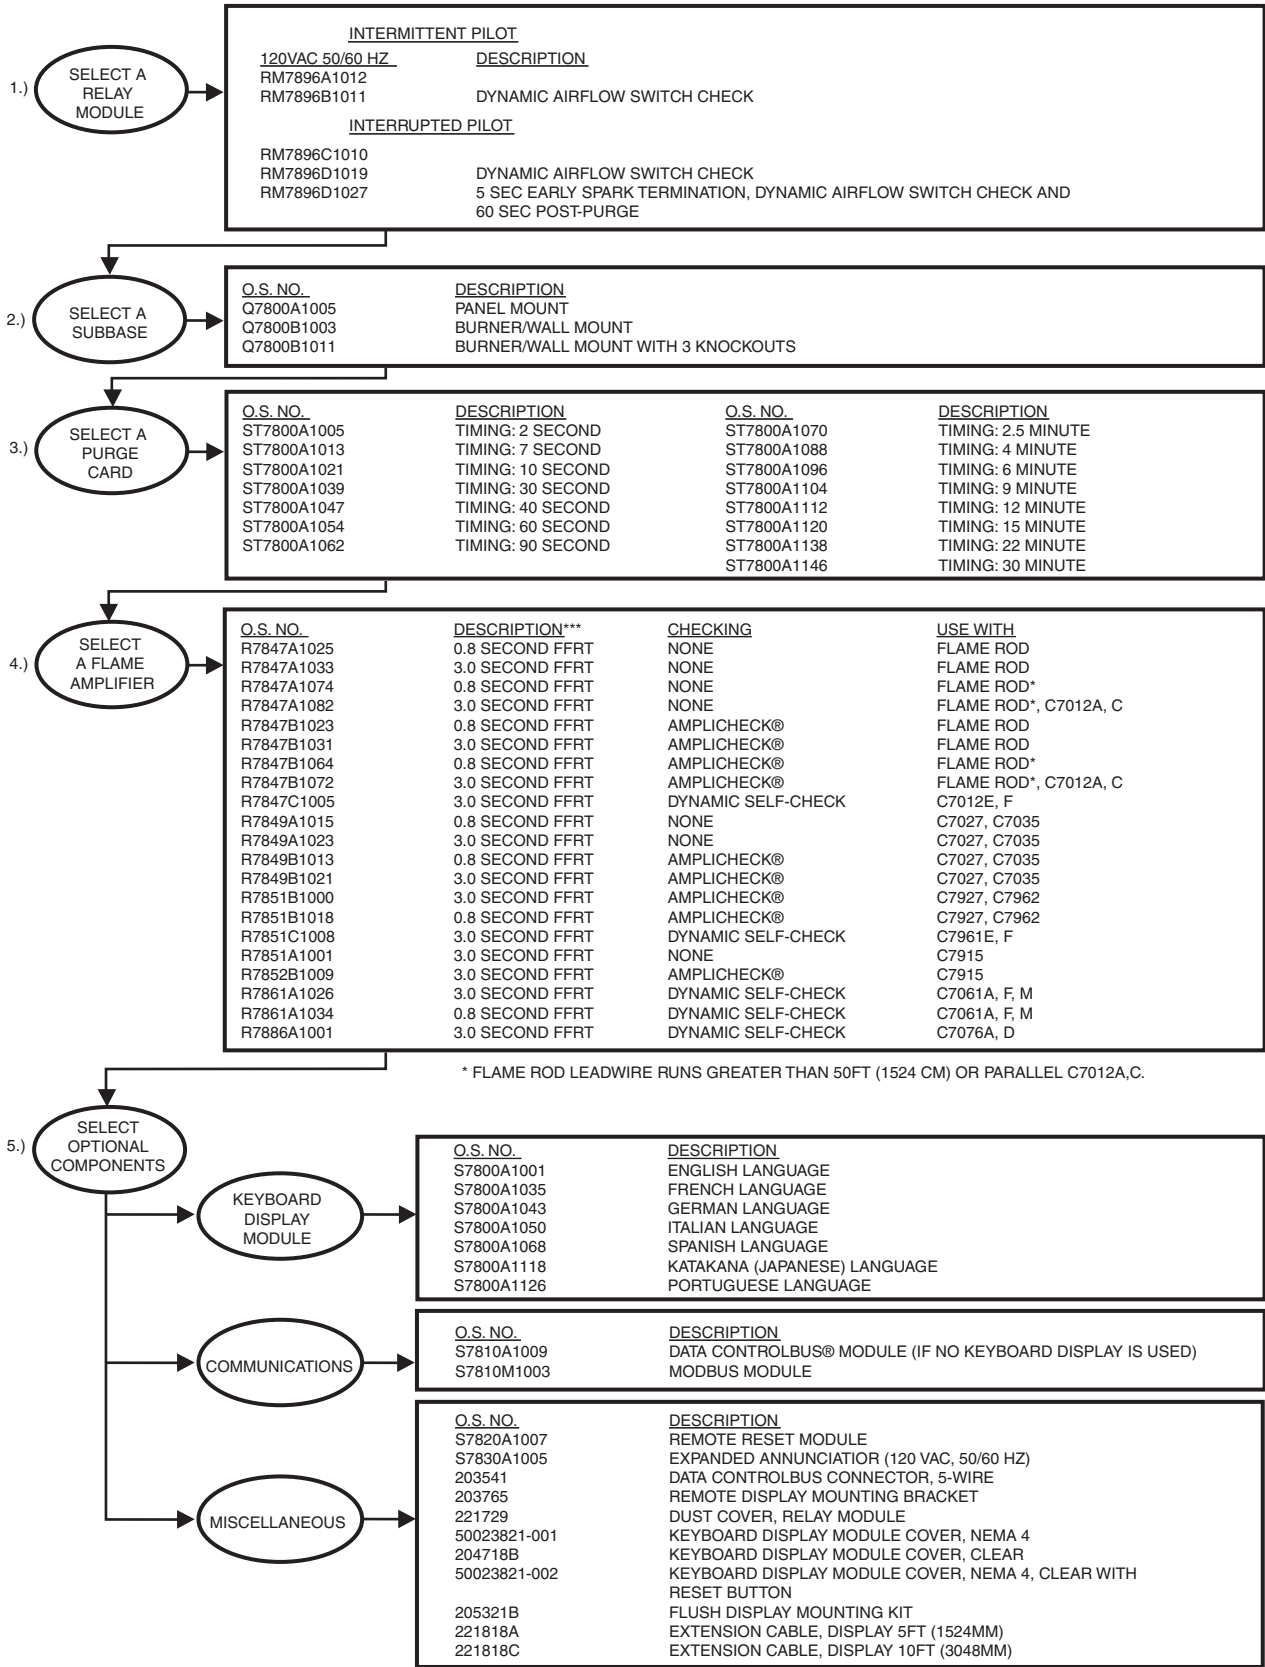 INTERMITTENT PILOT
120VAC 50/60 HZ DESCRIPTION
RM7896A1012
RM7896B1011 DYNAMIC AIRFLOW SWITCH CHECK
INTERRUPTED PILOT
RM7896C1010
RM7896D1019 DYNAMIC AIRFLOW SWITCH CHECK
RM7896D1027 5 SEC EARLY SPARK TERMINATION, DYNAMIC AIRFLOW SWITCH CHECK AND
60 SEC POST-PURGE
1.) SELECT A
RELAY
MODULE
2.) SELECT A
SUBBASE
O.S. NO. DESCRIPTION
Q7800A1005 PANEL MOUNT
Q7800B1003 BURNER/WALL MOUNT
Q7800B1011 BURNER/WALL MOUNT WITH 3 KNOCKOUTS
3.) SELECT A
PURGE
CARD
O.S. NO. DESCRIPTION O.S. NO. DESCRIPTION
ST7800A1005 TIMING: 2 SECOND ST7800A1070 TIMING: 2.5 MINUTE
ST7800A1013 TIMING: 7 SECOND ST7800A1088 TIMING: 4 MINUTE
ST7800A1021 TIMING: 10 SECOND ST7800A1096 TIMING: 6 MINUTE
ST7800A1039 TIMING: 30 SECOND ST7800A1104 TIMING: 9 MINUTE
ST7800A1047 TIMING: 40 SECOND ST7800A1112 TIMING: 12 MINUTE
ST7800A1054 TIMING: 60 SECOND ST7800A1120 TIMING: 15 MINUTE
ST7800A1062 TIMING: 90 SECOND ST7800A1138 TIMING: 22 MINUTE
ST7800A1146 TIMING: 30 MINUTE
4.) SELECT
A FLAME
AMPLIFIER
O.S. NO. DESCRIPTION*** CHECKING USE WITH
R7847A1025 0.8 SECOND FFRT NONE FLAME ROD
R7847A1033 3.0 SECOND FFRT NONE FLAME ROD
R7847A1074 0.8 SECOND FFRT NONE FLAME ROD*
R7847A1082 3.0 SECOND FFRT NONE FLAME ROD*, C7012A, C
R7847B1023 0.8 SECOND FFRT AMPLICHECK® FLAME ROD
R7847B1031 3.0 SECOND FFRT AMPLICHECK® FLAME ROD
R7847B1064 0.8 SECOND FFRT AMPLICHECK® FLAME ROD*
R7847B1072 3.0 SECOND FFRT AMPLICHECK® FLAME ROD*, C7012A, C
R7847C1005 3.0 SECOND FFRT DYNAMIC SELF-CHECK C7012E, F
R7849A1015 0.8 SECOND FFRT NONE C7027, C7035
R7849A1023 3.0 SECOND FFRT NONE C7027, C7035
R7849B1013 0.8 SECOND FFRT AMPLICHECK® C7027, C7035
R7849B1021 3.0 SECOND FFRT AMPLICHECK® C7027, C7035
R7851B1000 3.0 SECOND FFRT AMPLICHECK® C7927, C7962
R7851B1018 0.8 SECOND FFRT AMPLICHECK® C7927, C7962
R7851C1008 3.0 SECOND FFRT DYNAMIC SELF-CHECK C7961E, F
R7851A1001 3.0 SECOND FFRT NONE C7915
R7852B1009 3.0 SECOND FFRT AMPLICHECK® C7915
R7861A1026 3.0 SECOND FFRT DYNAMIC SELF-CHECK C7061A, F, M
R7861A1034 0.8 SECOND FFRT DYNAMIC SELF-CHECK C7061A, F, M
R7886A1001 3.0 SECOND FFRT DYNAMIC SELF-CHECK C7076A, D
* FLAME ROD LEADWIRE RUNS GREATER THAN 50FT (1524 CM) OR PARALLEL C7012A,C.
5.) SELECT
OPTIONAL
COMPONENTS
KEYBOARD
DISPLAY
MODULE
O.S. NO. DESCRIPTION
S7800A1001 ENGLISH LANGUAGE
S7800A1035 FRENCH LANGUAGE
S7800A1043 GERMAN LANGUAGE
S7800A1050 ITALIAN LANGUAGE
S7800A1068 SPANISH LANGUAGE
S7800A1118 KATAKANA (JAPANESE) LANGUAGE
S7800A1126 PORTUGUESE LANGUAGE
COMMUNICATIONS
O.S. NO. DESCRIPTION
S7810A1009 DATA CONTROLBUS® MODULE (IF NO KEYBOARD DISPLAY IS USED)
S7810M1003 MODBUS MODULE
MISCELLANEOUS
O.S. NO. DESCRIPTION
S7820A1007 REMOTE RESET MODULE
S7830A1005 EXPANDED ANNUNCIATIOR (120 VAC, 50/60 HZ)
203541 DATA CONTROLBUS CONNECTOR, 5-WIRE
203765 REMOTE DISPLAY MOUNTING BRACKET
221729 DUST COVER, RELAY MODULE
50023821-001 KEYBOARD DISPLAY MODULE COVER, NEMA 4
204718B KEYBOARD DISPLAY MODULE COVER, CLEAR
50023821-002 KEYBOARD DISPLAY MODULE COVER, NEMA 4, CLEAR WITH
RESET BUTTON
205321B FLUSH DISPLAY MOUNTING KIT
221818A EXTENSION CABLE, DISPLAY 5FT (1524MM)
221818C EXTENSION CABLE, DISPLAY 10FT (3048MM)